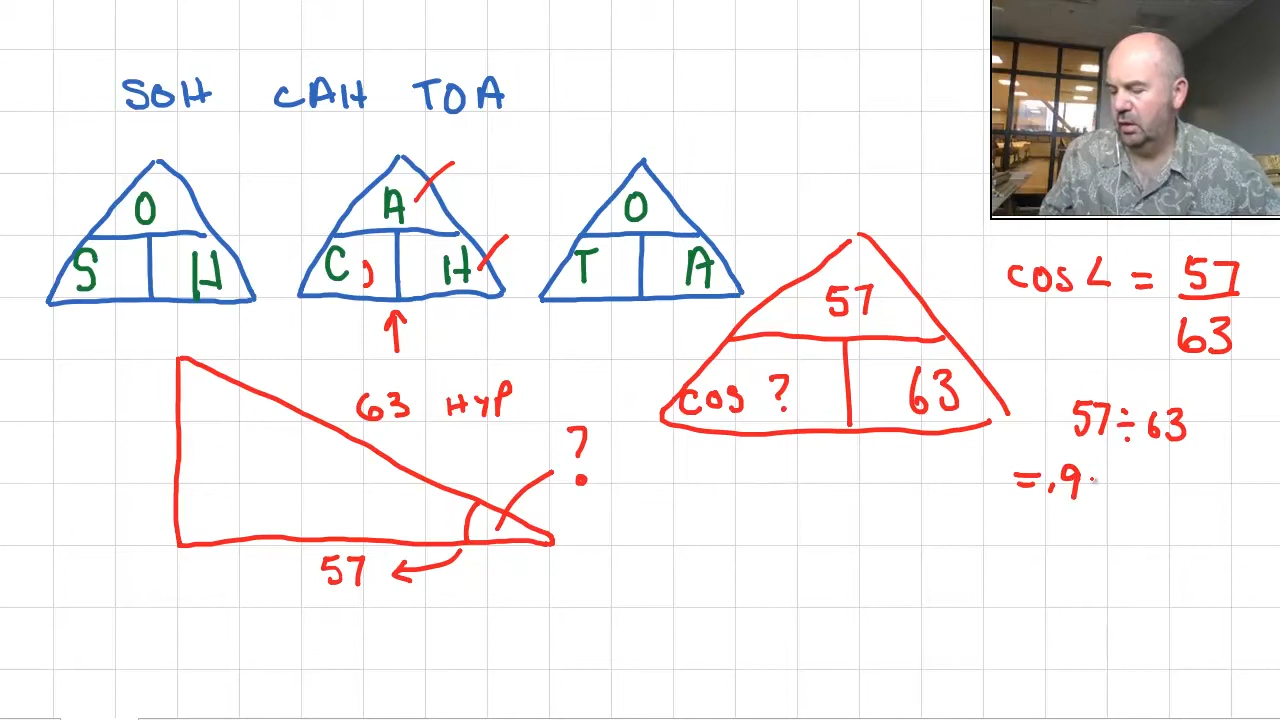 SOH CAH TOA
O
S H
A
C H
O
T A
63 HYP
?
57
57
cos ? 63
cos ∠ = 57
63
57 ÷ 63
= .9